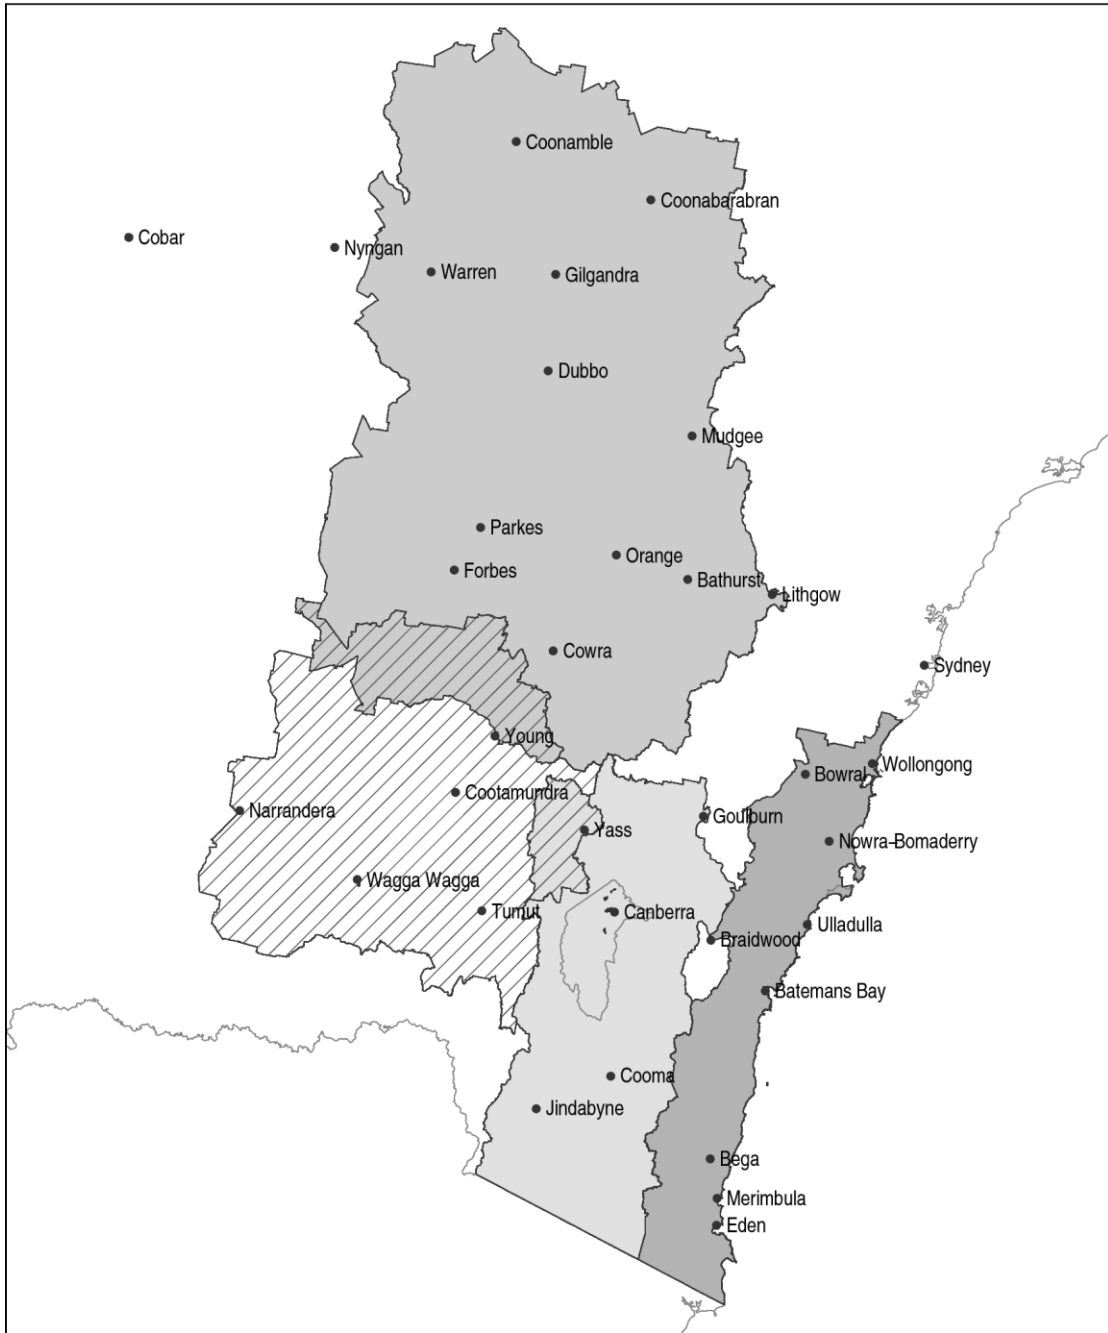 Coonamble
Coonabarabran
Cobar
Nyngan
Warren
Gilgandra
Dubbo
Mudgee
Parkes
Orange
Forbes
Bathurst
Lithgow
Cowra
Sydney
Young
Wollongong
Bowral
Cootamundra
Narrandera
Goulburn
Yass
Nowra-Bomaderry
Wagga Wagga
Tumut
Canberra
Ulladulla
Braidwood
Batemans Bay
Cooma
Jindabyne
Bega
Merimbula
Eden